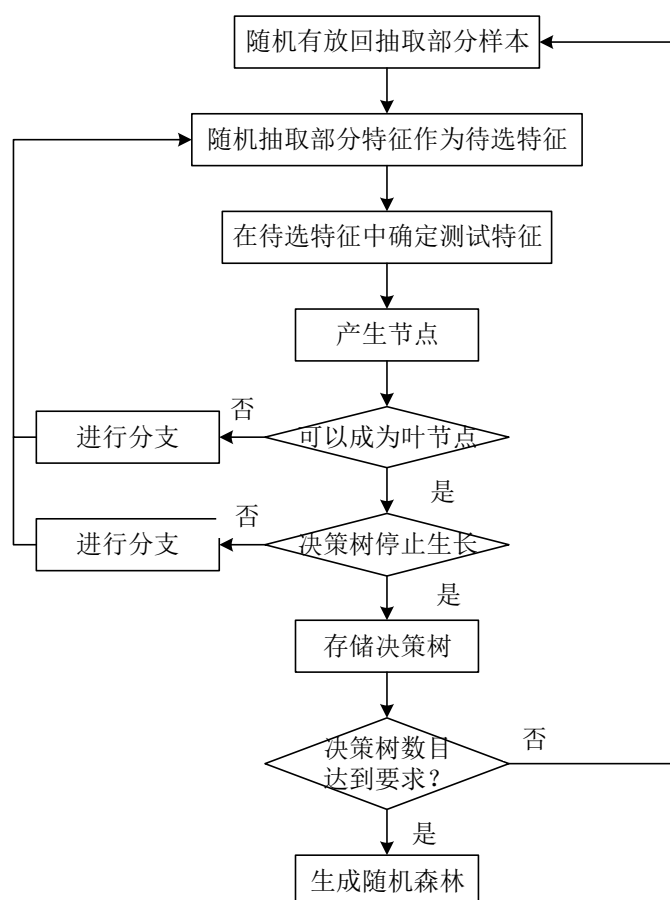 随机有放回抽取部分样本
随机抽取部分特征作为待选特征
在待选特征中确定测试特征
产生节点
否
进行分支
可以成为叶节点
是
否
进行分支
决策树停止生长
是
存储决策树
决策树数目
达到要求？
否
是
生成随机森林